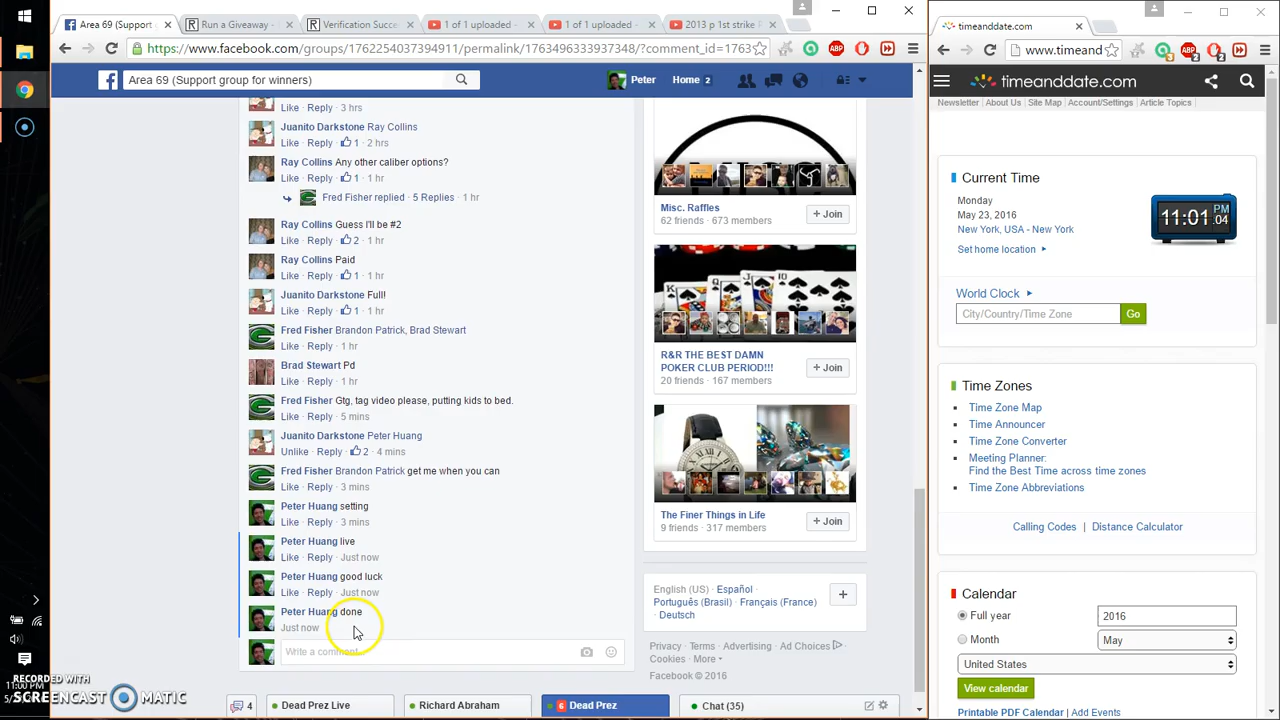 Area 69 (Support
Run a Giveaway -
Verification Succe
1 of 1 uploaded -
1 of 1 uploaded -
2013 p 1st strike
timeanddate.com
https://www.facebook.com/groups/1762254037394911/permalink/1763496333937348/?comment_id=1763
www.timeand
Area 69 (Support group for winners)
Peter
Home 2
timeanddate.com
Newsletter About Us Site Map Account/Settings Article Topics
Like · Reply · 3 hrs
Juanito Darkstone Ray Collins
Like · Reply · 1 · 2 hrs
Ray Collins Any other caliber options?
Like · Reply · 1 · 1 hr
Fred Fisher replied · 5 Replies · 1 hr
Ray Collins Guess I'll be #2
Like · Reply · 2 · 1 hr
Ray Collins Paid
Like · Reply · 1 · 1 hr
Juanito Darkstone Full!
Like · Reply · 1 · 1 hr
Fred Fisher Brandon Patrick, Brad Stewart
Like · Reply · 1 hr
Brad Stewart Pd
Like · Reply · 1 hr
Fred Fisher Gtg, tag video please, putting kids to bed.
Like · Reply · 5 mins
Juanito Darkstone Peter Huang
Unlike · Reply · 2 · 4 mins
Fred Fisher Brandon Patrick get me when you can
Like · Reply · 3 mins
Peter Huang setting
Like · Reply · 3 mins
Peter Huang live
Like · Reply · Just now
Peter Huang good luck
Like · Reply · Just now
Peter Huang done
Just now
Write a comment...
Misc. Raffles
62 friends · 673 members
+ Join
R&R THE BEST DAMN
POKER CLUB PERIOD!!!
20 friends · 167 members
+ Join
The Finer Things in Life
9 friends · 317 members
+ Join
English (US) · Español ·
Português (Brasil) · Français (France) ·
Deutsch
Privacy · Terms · Advertising · Ad Choices ·
Cookies · More
Facebook © 2016
4
Dead Prez Live
Richard Abraham
6 Dead Prez
Chat (35)
Current Time
Monday
May 23, 2016
New York, USA - New York
Set home location
11:01 PM 04
World Clock
City/Country/Time Zone
Go
Time Zones
Time Zone Map
Time Announcer
Time Zone Converter
Meeting Planner:
Find the Best Time across time zones
Time Zone Abbreviations
Calling Codes | Distance Calculator
Calendar
Full year
2016
Month
May
United States
View calendar
Printable PDF Calendar | Add Events
11:00 PM
RECORDED WITH
SCREENCAST MATIC